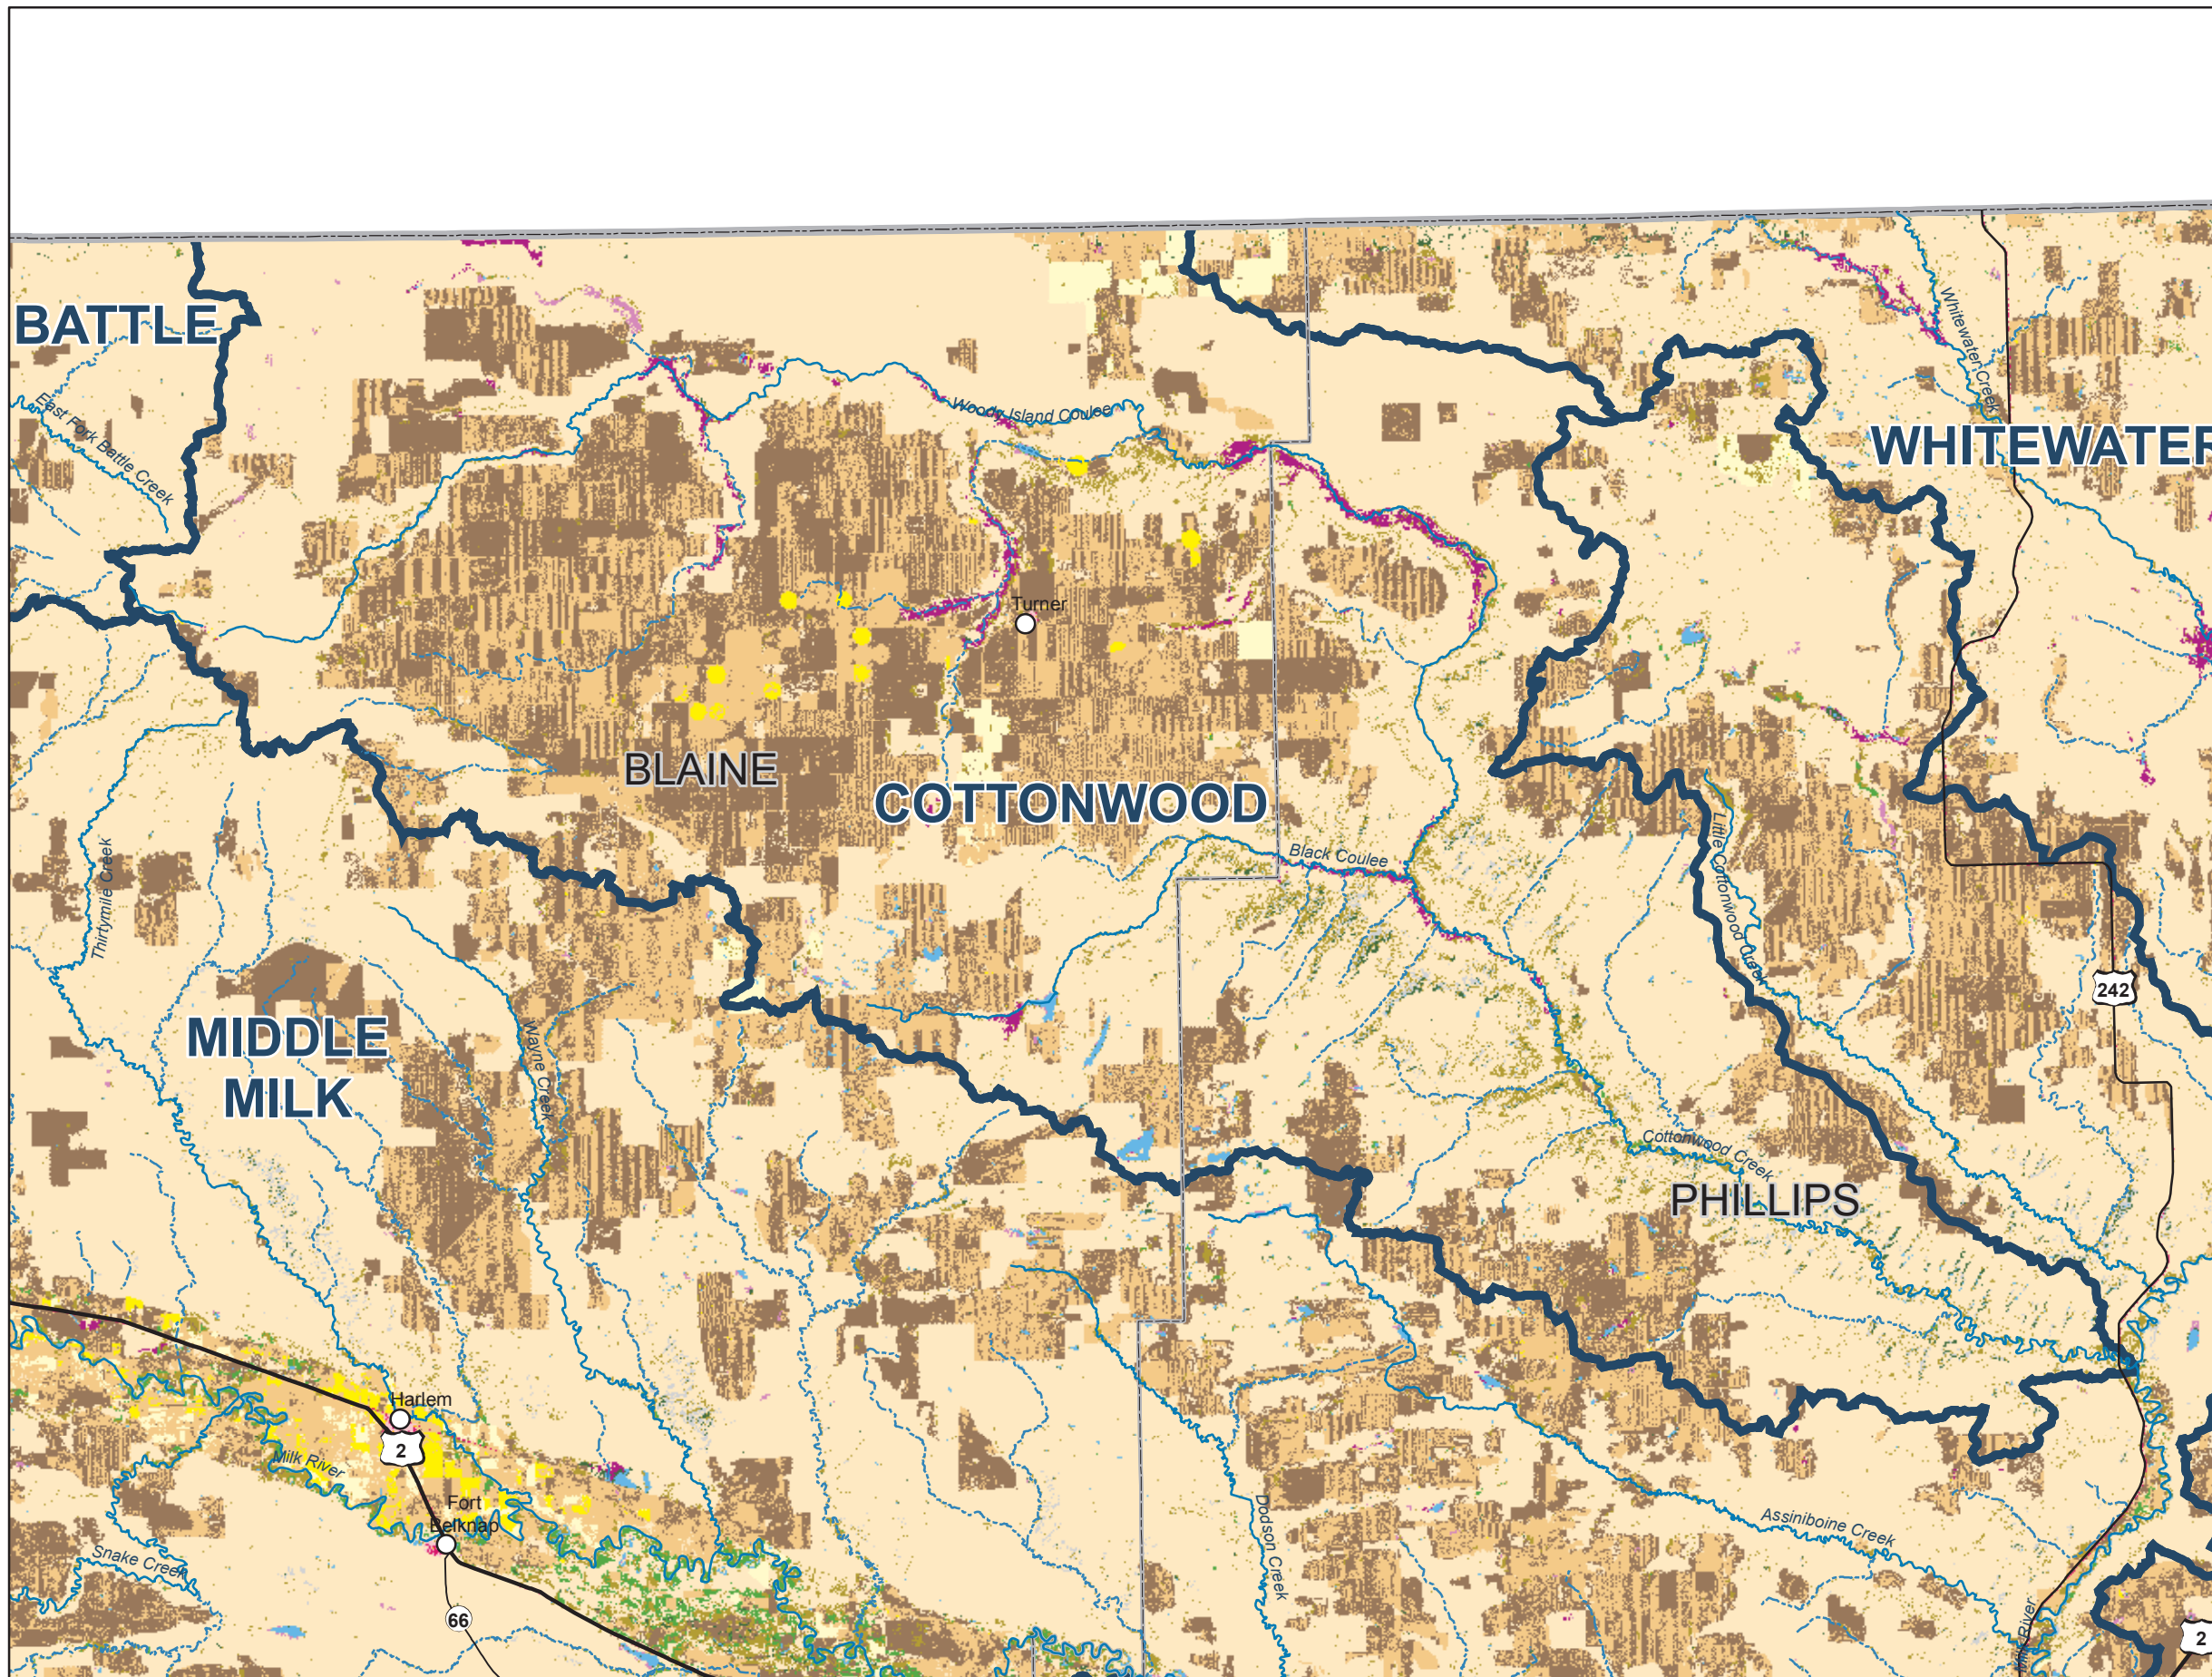 BATTLE
East Fork Battle Creek
Woody Island Coulee
Whitewater Creek
WHITEWATER
Turner
BLAINE
COTTONWOOD
Black Coulee
Little Cottonwood Creek
Thirtymile Creek
242
MIDDLE
MILK
Wayne Creek
Cottonwood Creek
PHILLIPS
Harlem
2
Milk River
Fort
Belknap
Snake Creek
66
Dodson Creek
Assiniboine Creek
River
2